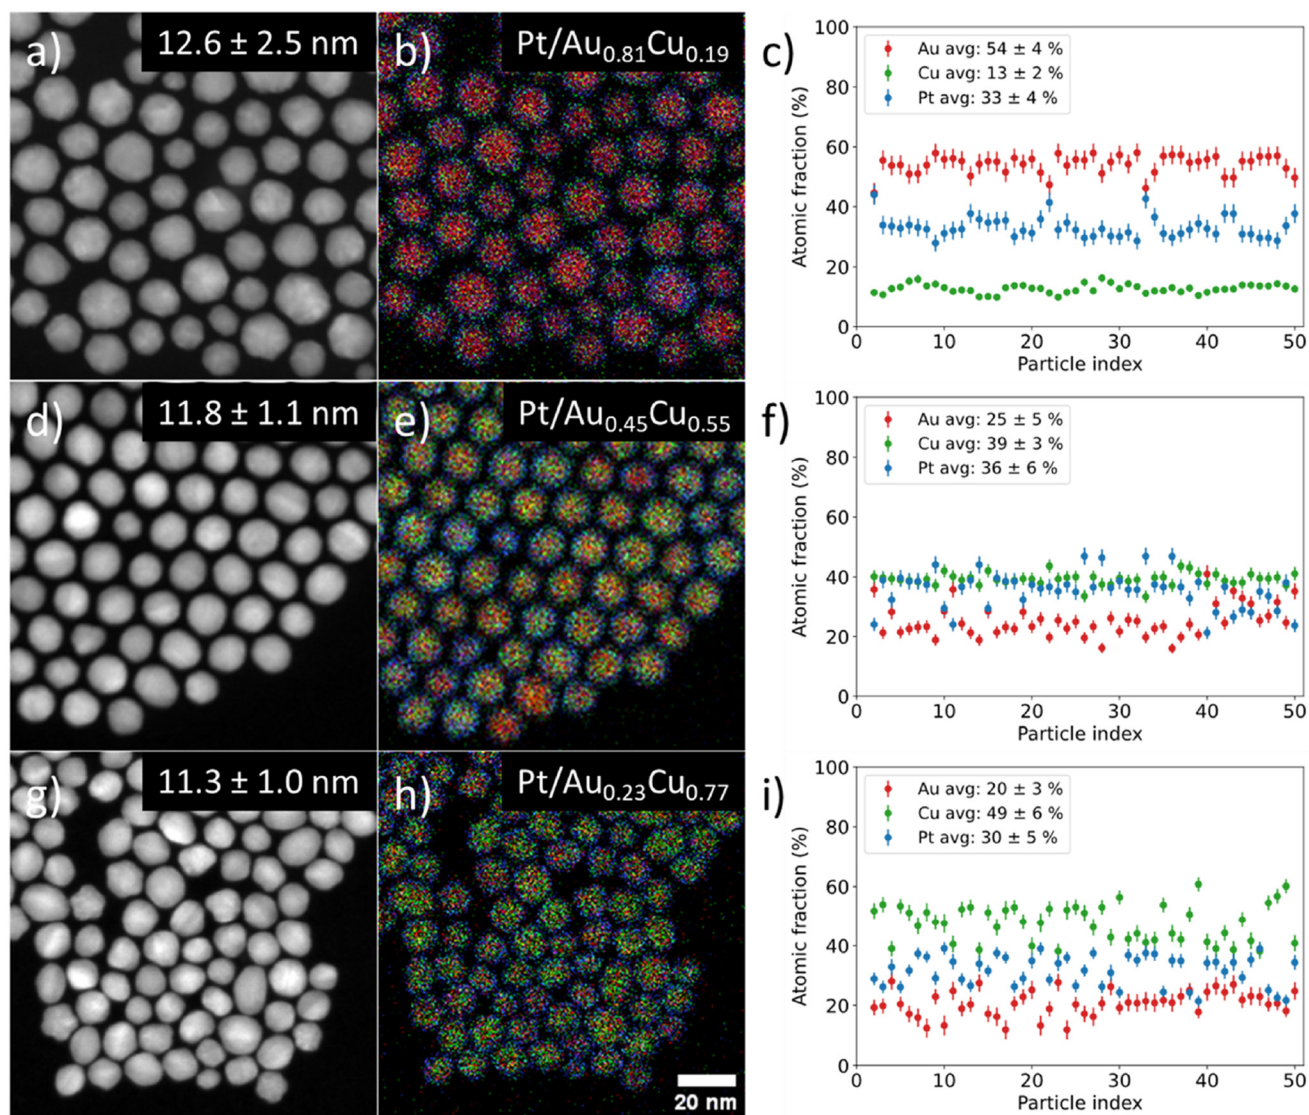 a)
12.6 ± 2.5 nm
b)
Pt/Au0.81Cu0.19
c)
100
80
60
40
20
0
Atomic fraction (%)
Au avg: 54 ± 4 %
Cu avg: 13 ± 2 %
Pt avg: 33 ± 4 %
0 10 20 30 40 50
Particle index
d)
11.8 ± 1.1 nm
e)
Pt/Au0.45Cu0.55
f)
100
80
60
40
20
0
Atomic fraction (%)
Au avg: 25 ± 5 %
Cu avg: 39 ± 3 %
Pt avg: 36 ± 6 %
0 10 20 30 40 50
Particle index
g)
11.3 ± 1.0 nm
h)
Pt/Au0.23Cu0.77
20 nm
i)
100
80
60
40
20
0
Atomic fraction (%)
Au avg: 20 ± 3 %
Cu avg: 49 ± 6 %
Pt avg: 30 ± 5 %
0 10 20 30 40 50
Particle index